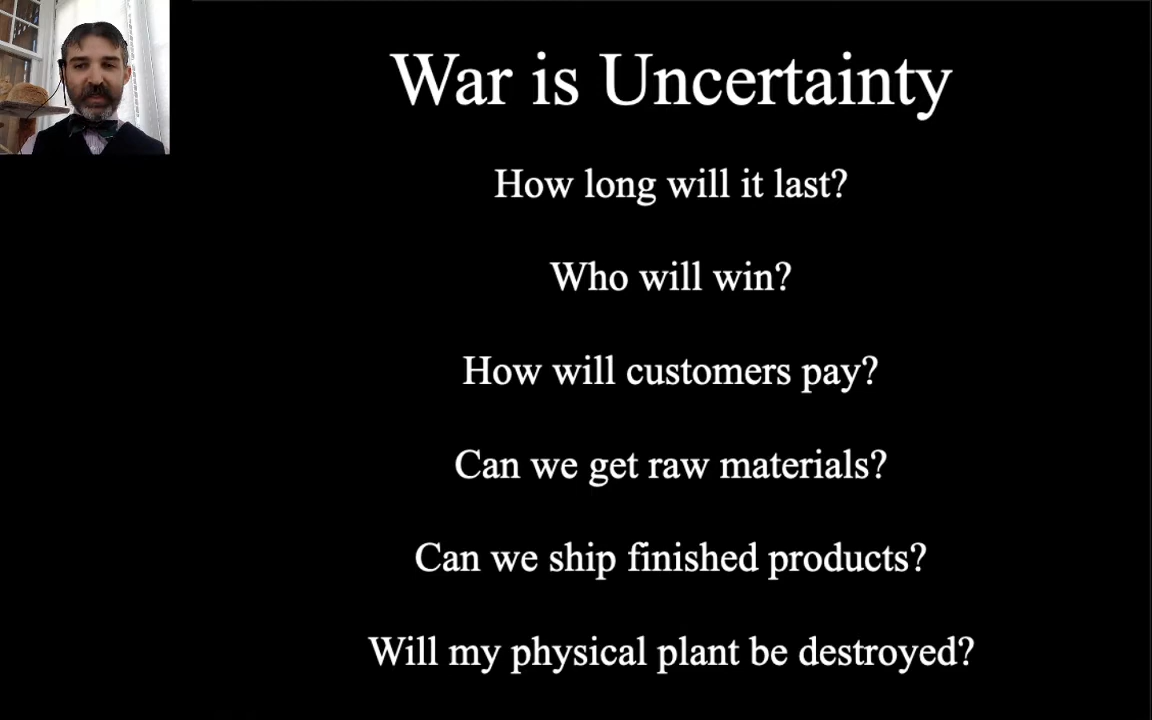 War is Uncertainty
How long will it last?
Who will win?
How will customers pay?
Can we get raw materials?
Can we ship finished products?
Will my physical plant be destroyed?